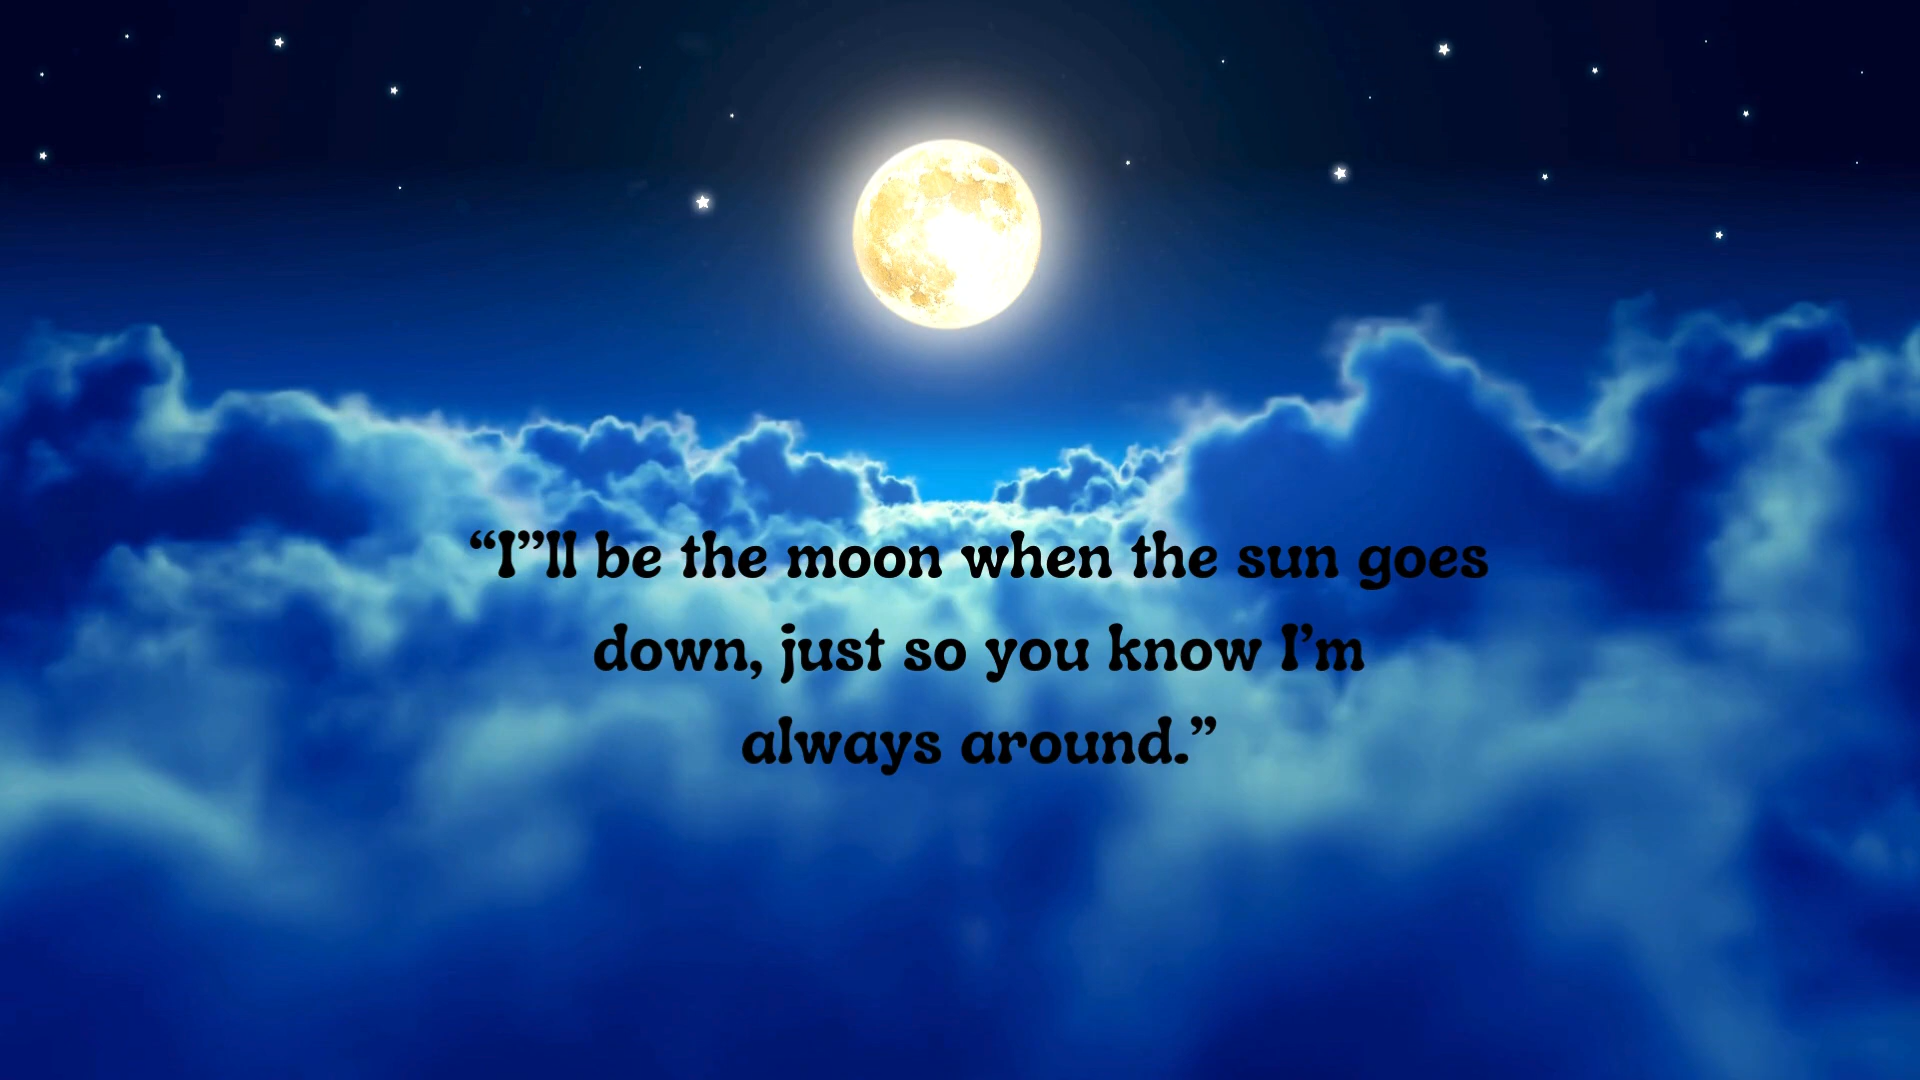 “I”ll be the moon when the sun goes
down, just so you know I’m
always around.”